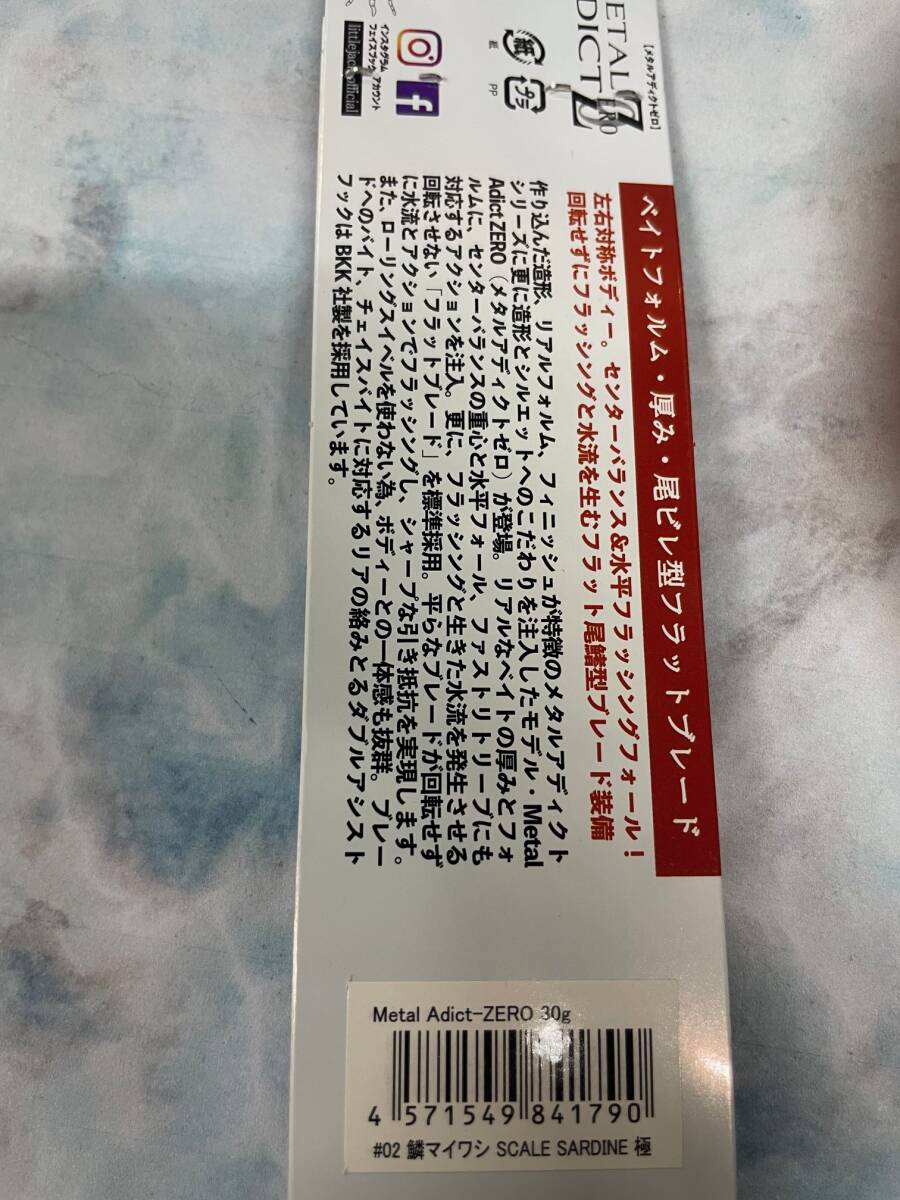 METAL
DICT
ZERO
[メタルアディクトゼロ]
紙
紙
プラ
PP
インスタグラム
フェイスブック アカウント
littlejack official
ベイトフォルム・厚み・尾ビレ型フラットブレード
左右対称ボディー。センターバランス&水平フラッシングフォール!
回転せずにフラッシングと水流を生むフラット尾鰭型ブレード装備
作り込んだ造形、リアルフォルム、フィニッシュが特徴のメタルアディクト
シリーズに更に造形とシルエットへのこだわりを注入したモデル・Metal
Adict ZERO(メタルアディクトゼロ)が登場。リアルなベイトの厚みとフォ
ルムに、センターバランスの重心と水平フォール、ファストリトリーブにも
対応するアクションを注入。更に、フラッシングと生きた水流を発生させる
回転させない「フラットブレード」を標準採用。平らなブレードが回転せず
に水流とアクションでフラッシングし、シャープな引き抵抗を実現します。
また、ローリングスイベルを使わない為、ボディーとの一体感も抜群。ブレー
ドへのバイト、チェイスバイトに対応するリアの絡みとるダブルアシスト
フックは BKK 社製を採用しています。
Metal Adict-ZERO 30g
4 571549 841790
#02 鱗マイワシ SCALE SARDINE 極